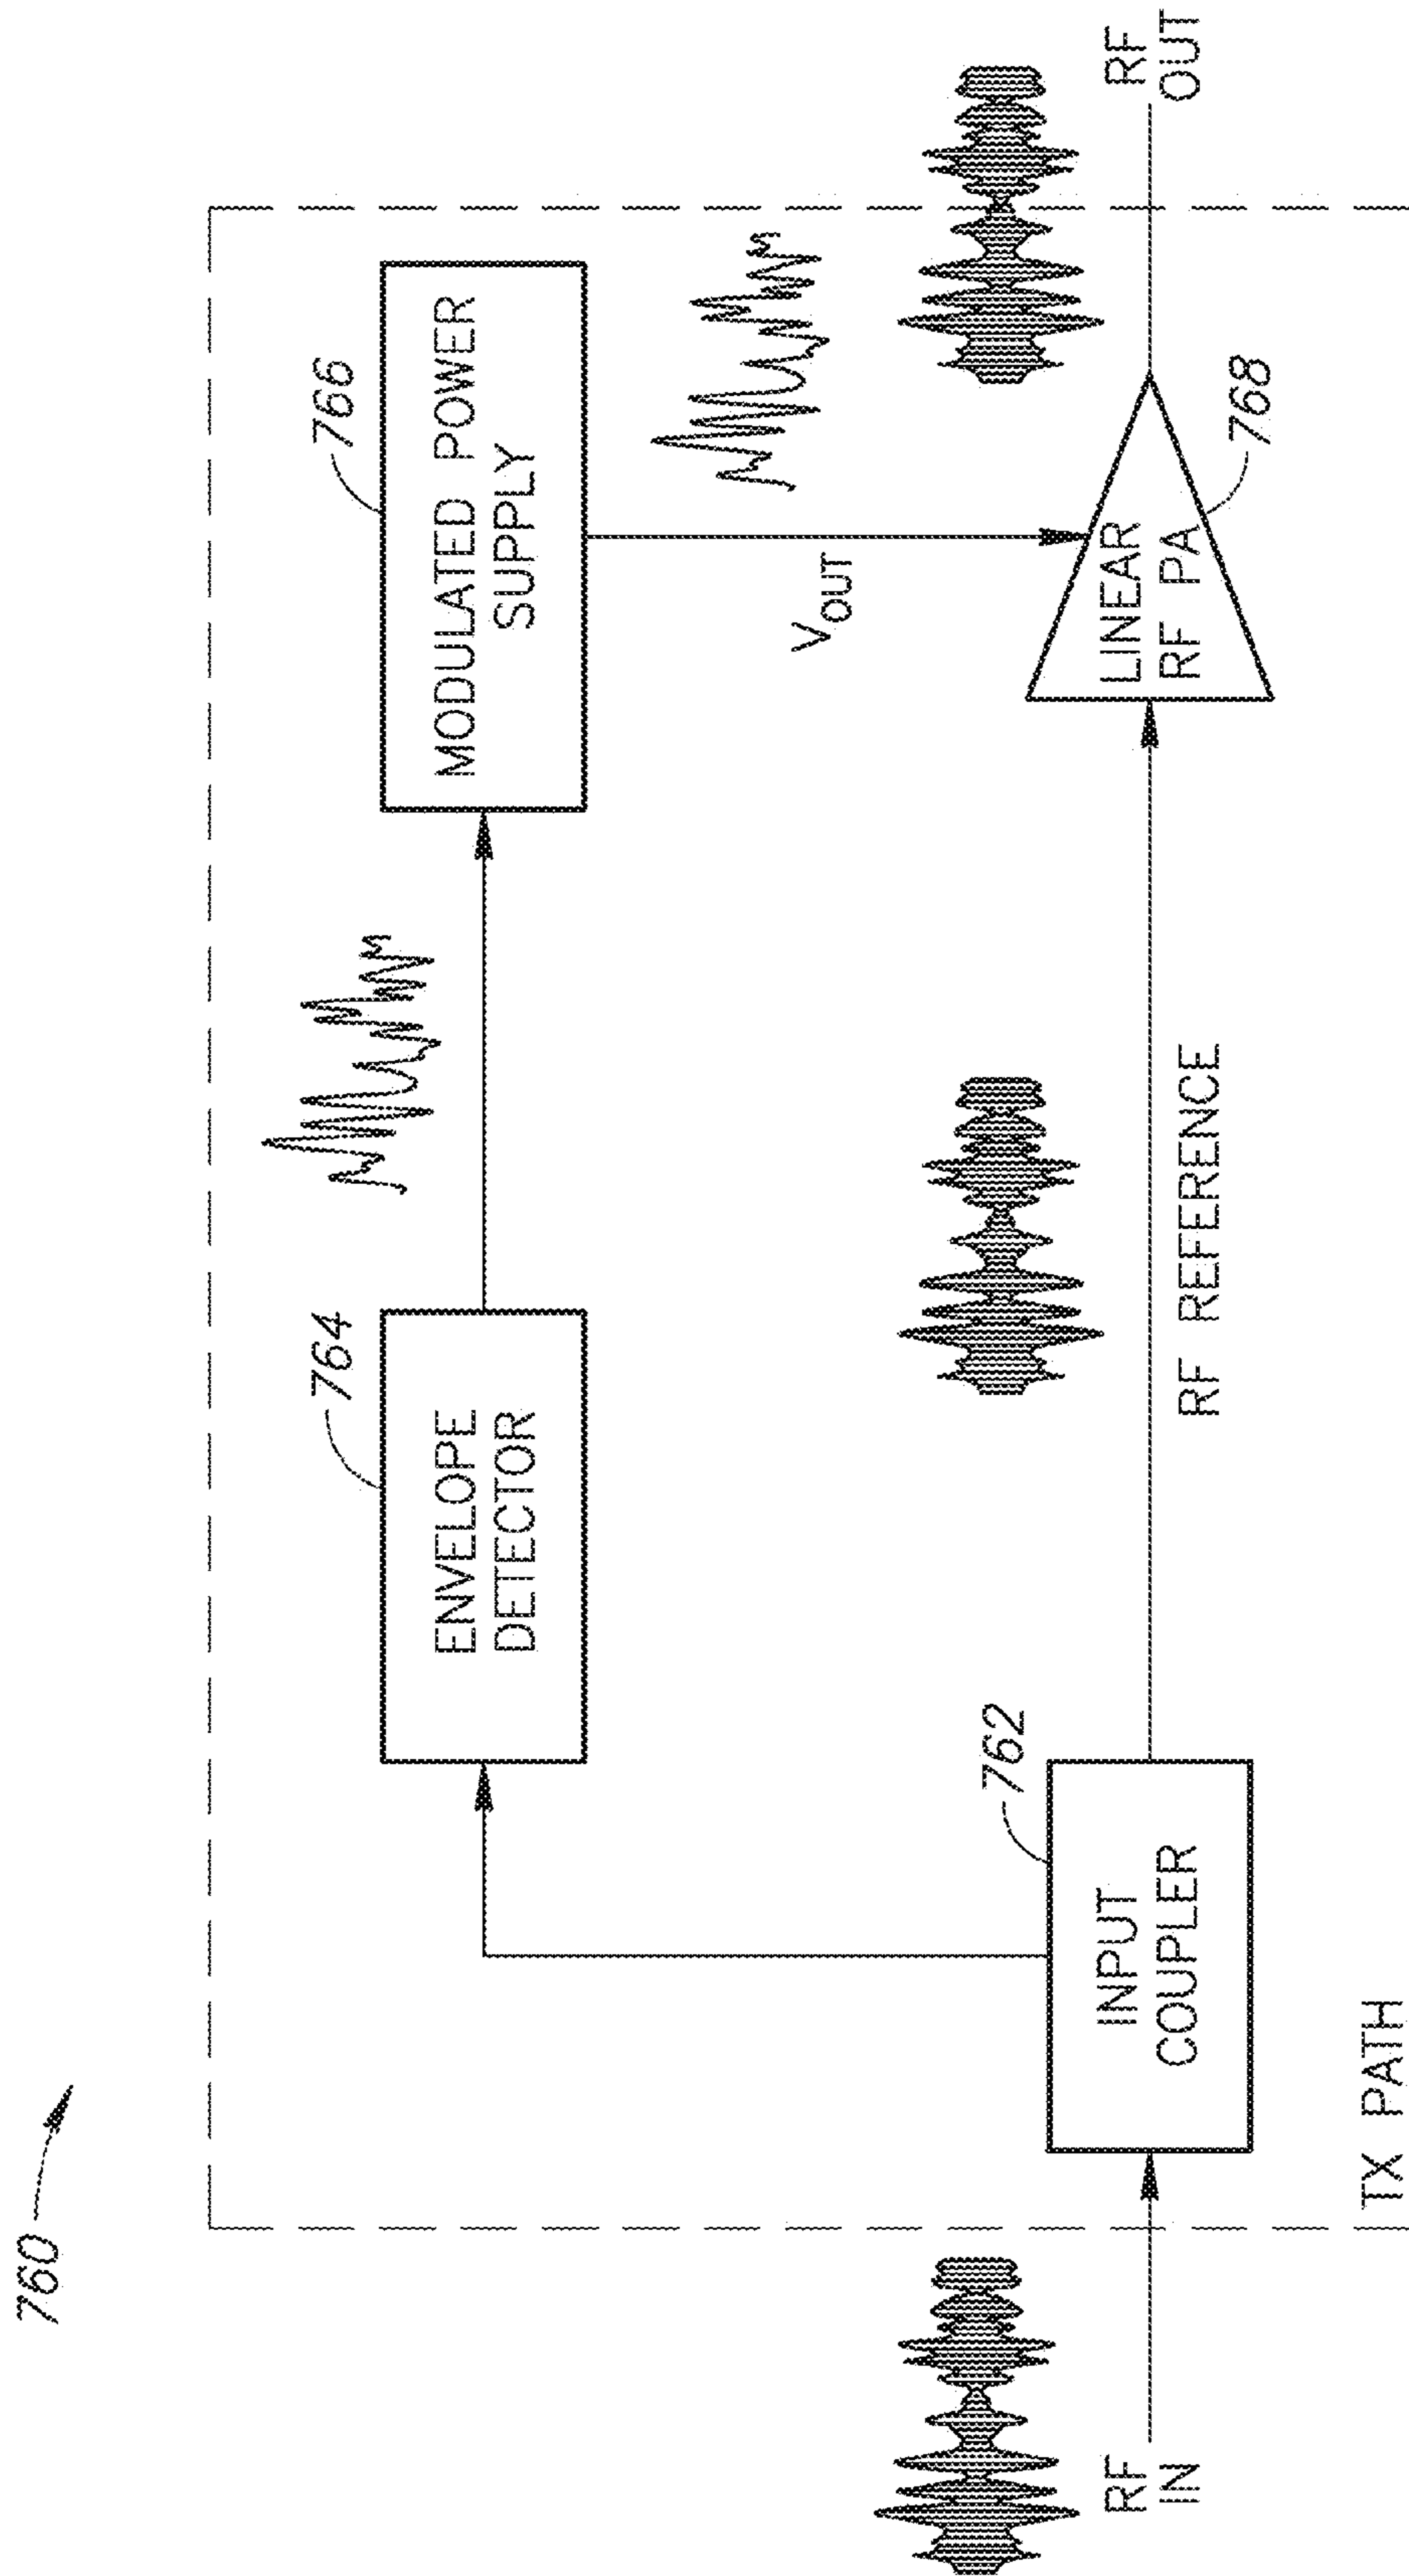 760
766
MODULATED POWER
SUPPLY
764
ENVELOPE
DETECTOR
V_OUT
RF
OUT
LINEAR
RF PA
768
RF REFERENCE
762
INPUT
COUPLER
RF
IN
TX PATH